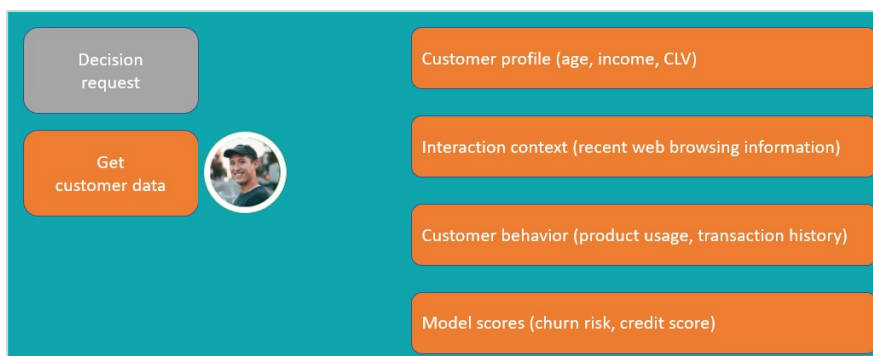 Decision
request
Get
customer data
Customer profile (age, income, CLV)
Interaction context (recent web browsing information)
Customer behavior (product usage, transaction history)
Model scores (churn risk, credit score)